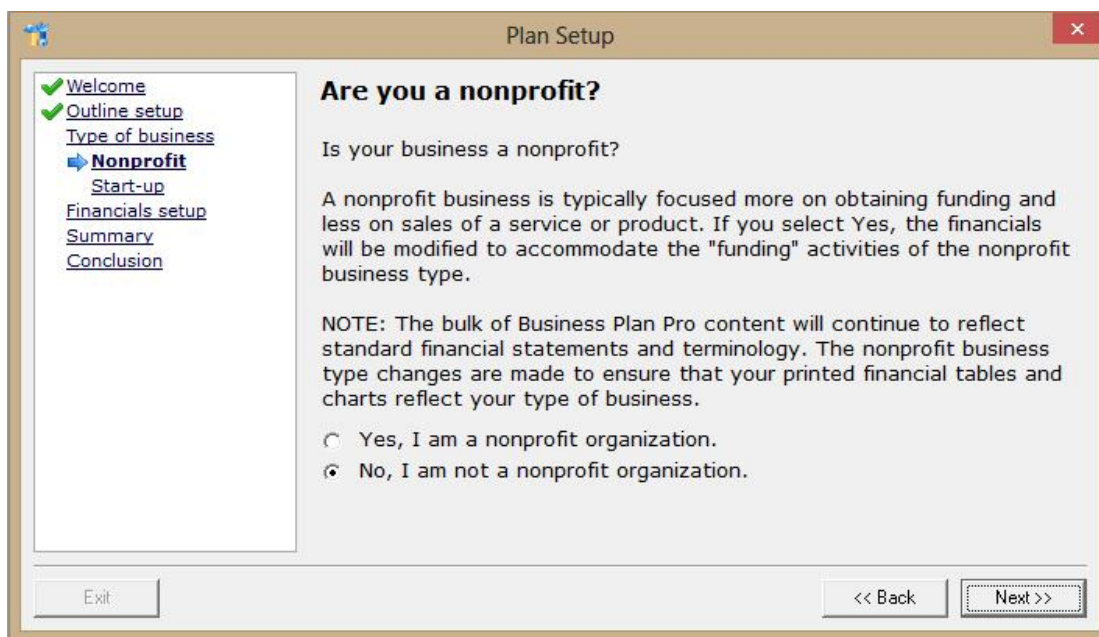 Plan Setup
Welcome
Outline setup
Type of business
Nonprofit
Start-up
Financials setup
Summary
Conclusion
Are you a nonprofit?
Is your business a nonprofit?
A nonprofit business is typically focused more on obtaining funding and
less on sales of a service or product. If you select Yes, the financials
will be modified to accommodate the "funding" activities of the nonprofit
business type.
NOTE: The bulk of Business Plan Pro content will continue to reflect
standard financial statements and terminology. The nonprofit business
type changes are made to ensure that your printed financial tables and
charts reflect your type of business.
Yes, I am a nonprofit organization.
No, I am not a nonprofit organization.
Exit
<< Back
Next >>